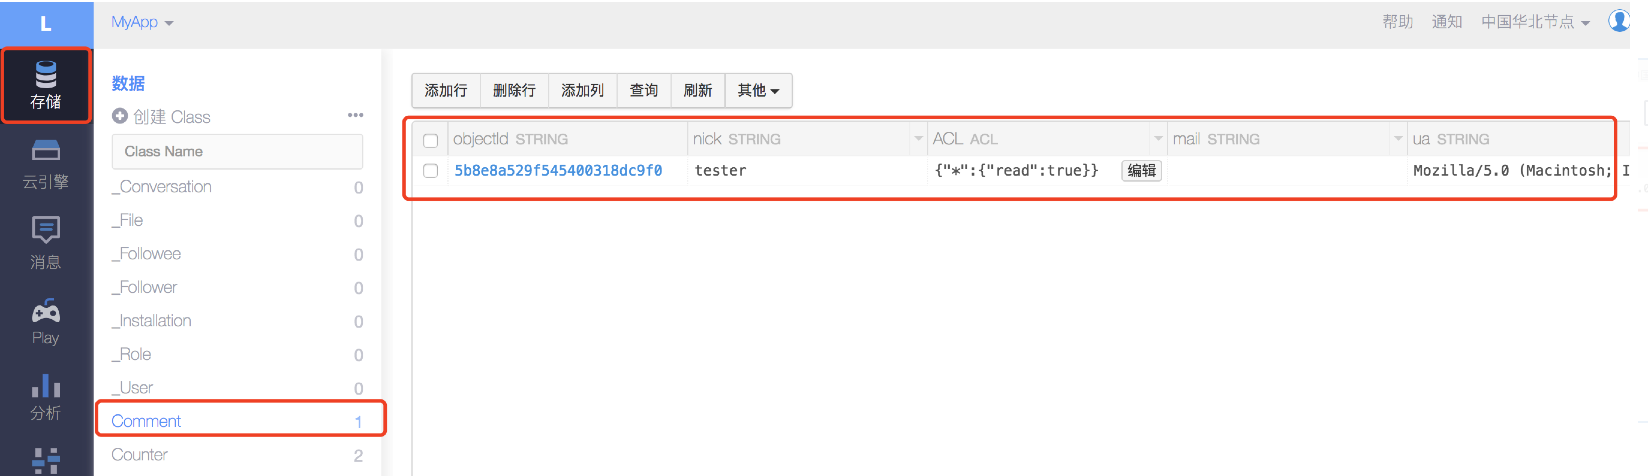 L
MyApp
帮助 通知 中国华北节点
存储
云引擎
消息
Play
分析
数据
创建 Class
Class Name
_Conversation 0
_File 0
_Followee 0
_Follower 0
_Installation 0
_Role 0
_User 0
Comment 1
Counter 2
添加行 删除行 添加列 查询 刷新 其他
objectId STRING nick STRING ACL ACL mail STRING ua STRING
5b8e8a529f545400318dc9f0 tester {"*":{"read":true}} 编辑 Mozilla/5.0 (Macintosh; I